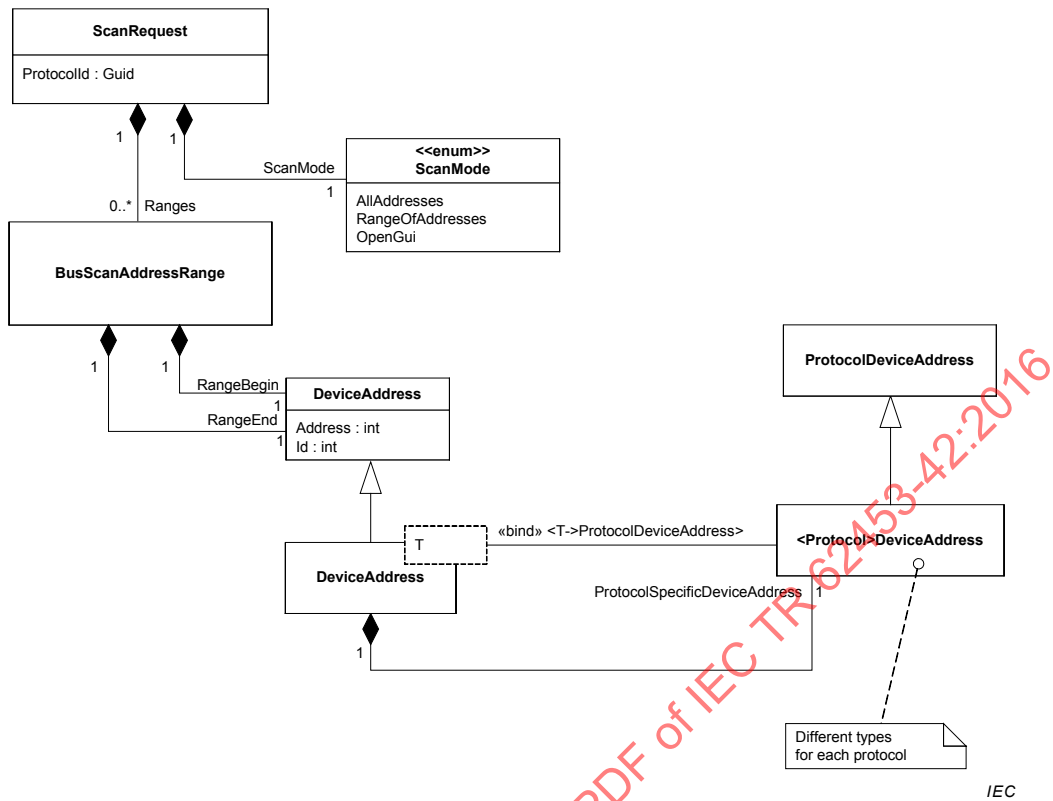 ScanRequest
ProtocolId : Guid
1
1
ScanMode
1
<<enum>>
ScanMode
AllAddresses
RangeOfAddresses
OpenGui
0..* Ranges
BusScanAddressRange
1
1
RangeBegin
1
RangeEnd
1
DeviceAddress
Address : int
Id : int
ProtocolDeviceAddress
T
DeviceAddress
«bind» <T->ProtocolDeviceAddress>
<Protocol>DeviceAddress
ProtocolSpecificDeviceAddress 1
1
Different types
for each protocol
IEC
PDF of IEC TR 62453-42:2016